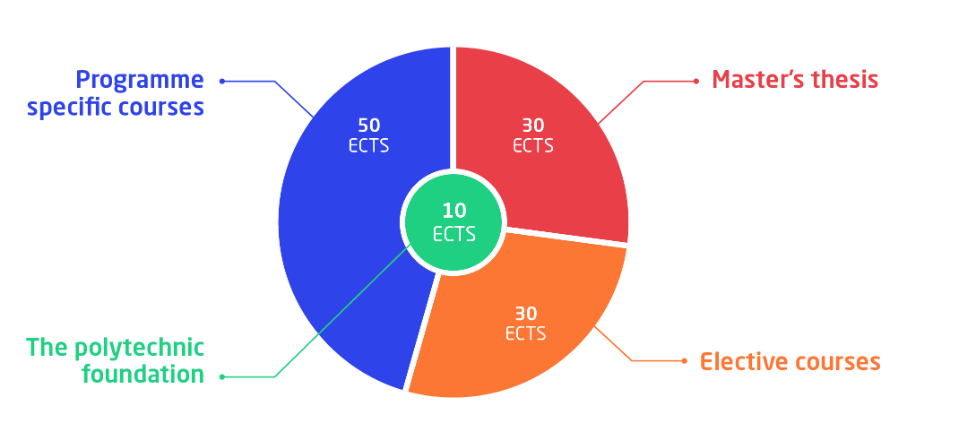 Programme
specific courses
50
ECTS
30
ECTS
Master's thesis
10
ECTS
30
ECTS
The polytechnic
foundation
Elective courses